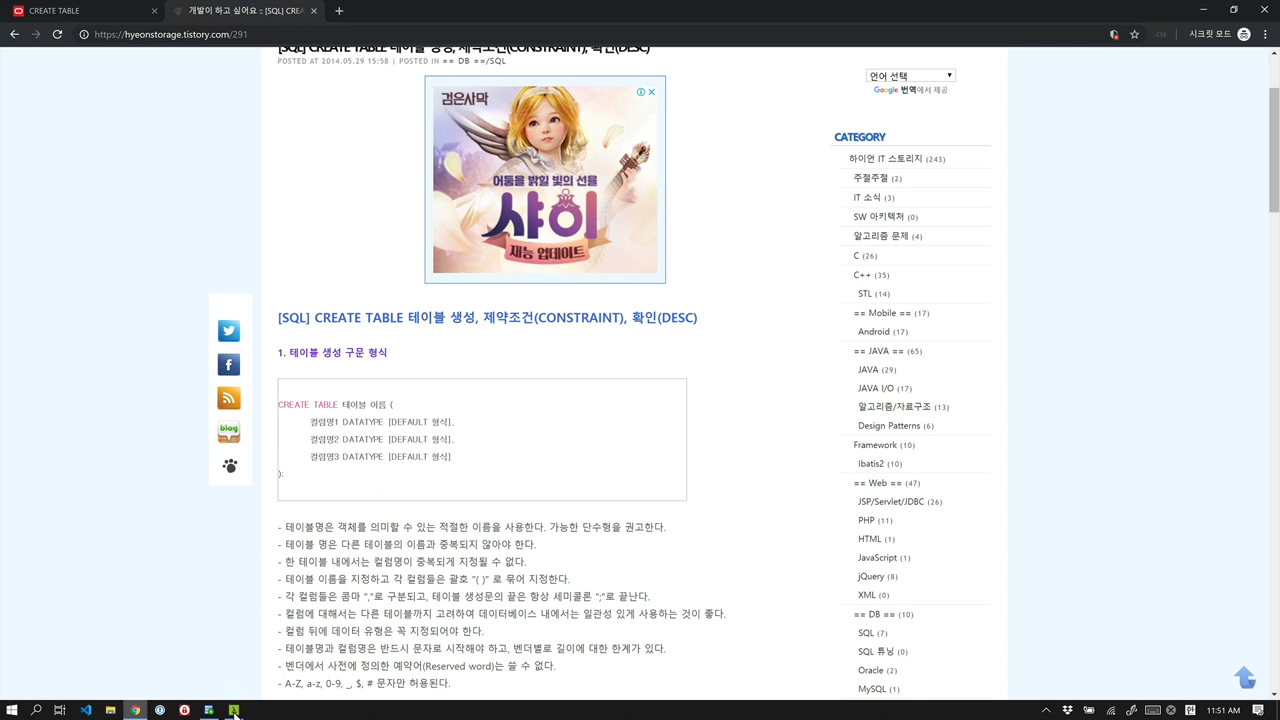 CREATE TABLE
개발이 하고 싶어요 :
https://hyeonstorage.tistory.com/291
시크릿 모드
[SQL] CREATE TABLE 테이블 생성, 제약조건(CONSTRAINT), 확인(DESC)
POSTED AT 2014.05.29 15:58 | POSTED IN == DB ==/SQL
검은사막
어둠을 밝힐 빛의 선율
샤이
재능 업데이트
[SQL] CREATE TABLE 테이블 생성, 제약조건(CONSTRAINT), 확인(DESC)
1. 테이블 생성 구문 형식
CREATE TABLE 테이블 이름 (
컬럼명1 DATATYPE [DEFAULT 형식],
컬럼명2 DATATYPE [DEFAULT 형식],
컬럼명3 DATATYPE [DEFAULT 형식]
);
- 테이블명은 객체를 의미할 수 있는 적절한 이름을 사용한다. 가능한 단수형을 권고한다.
- 테이블 명은 다른 테이블의 이름과 중복되지 않아야 한다.
- 한 테이블 내에서는 컬럼명이 중복되게 지정될 수 없다.
- 테이블 이름을 지정하고 각 컬럼들은 괄호 "( )" 로 묶어 지정한다.
- 각 컬럼들은 콤마 ","로 구분되고, 테이블 생성문의 끝은 항상 세미콜론 ";"로 끝난다.
- 컬럼에 대해서는 다른 테이블까지 고려하여 데이터베이스 내에서는 일관성 있게 사용하는 것이 좋다.
- 컬럼 뒤에 데이터 유형은 꼭 지정되어야 한다.
- 테이블명과 컬럼명은 반드시 문자로 시작해야 하고, 벤더별로 길이에 대한 한계가 있다.
- 벤더에서 사전에 정의한 예약어(Reserved word)는 쓸 수 없다.
- A-Z, a-z, 0-9, _, $, # 문자만 허용된다.
blog
언어 선택
Google 번역에서 제공
CATEGORY
하이언 IT 스토리지 (243)
주절주절 (2)
IT 소식 (3)
SW 아키텍처 (0)
알고리즘 문제 (4)
C (26)
C++ (35)
STL (14)
== Mobile == (17)
Android (17)
== JAVA == (65)
JAVA (29)
JAVA I/O (17)
알고리즘/자료구조 (13)
Design Patterns (6)
Framework (10)
Ibatis2 (10)
== Web == (47)
JSP/Servlet/JDBC (26)
PHP (11)
HTML (1)
JavaScript (1)
jQuery (8)
XML (0)
== DB == (10)
SQL (7)
SQL 튜닝 (0)
Oracle (2)
MySQL (1)
11:51 AM